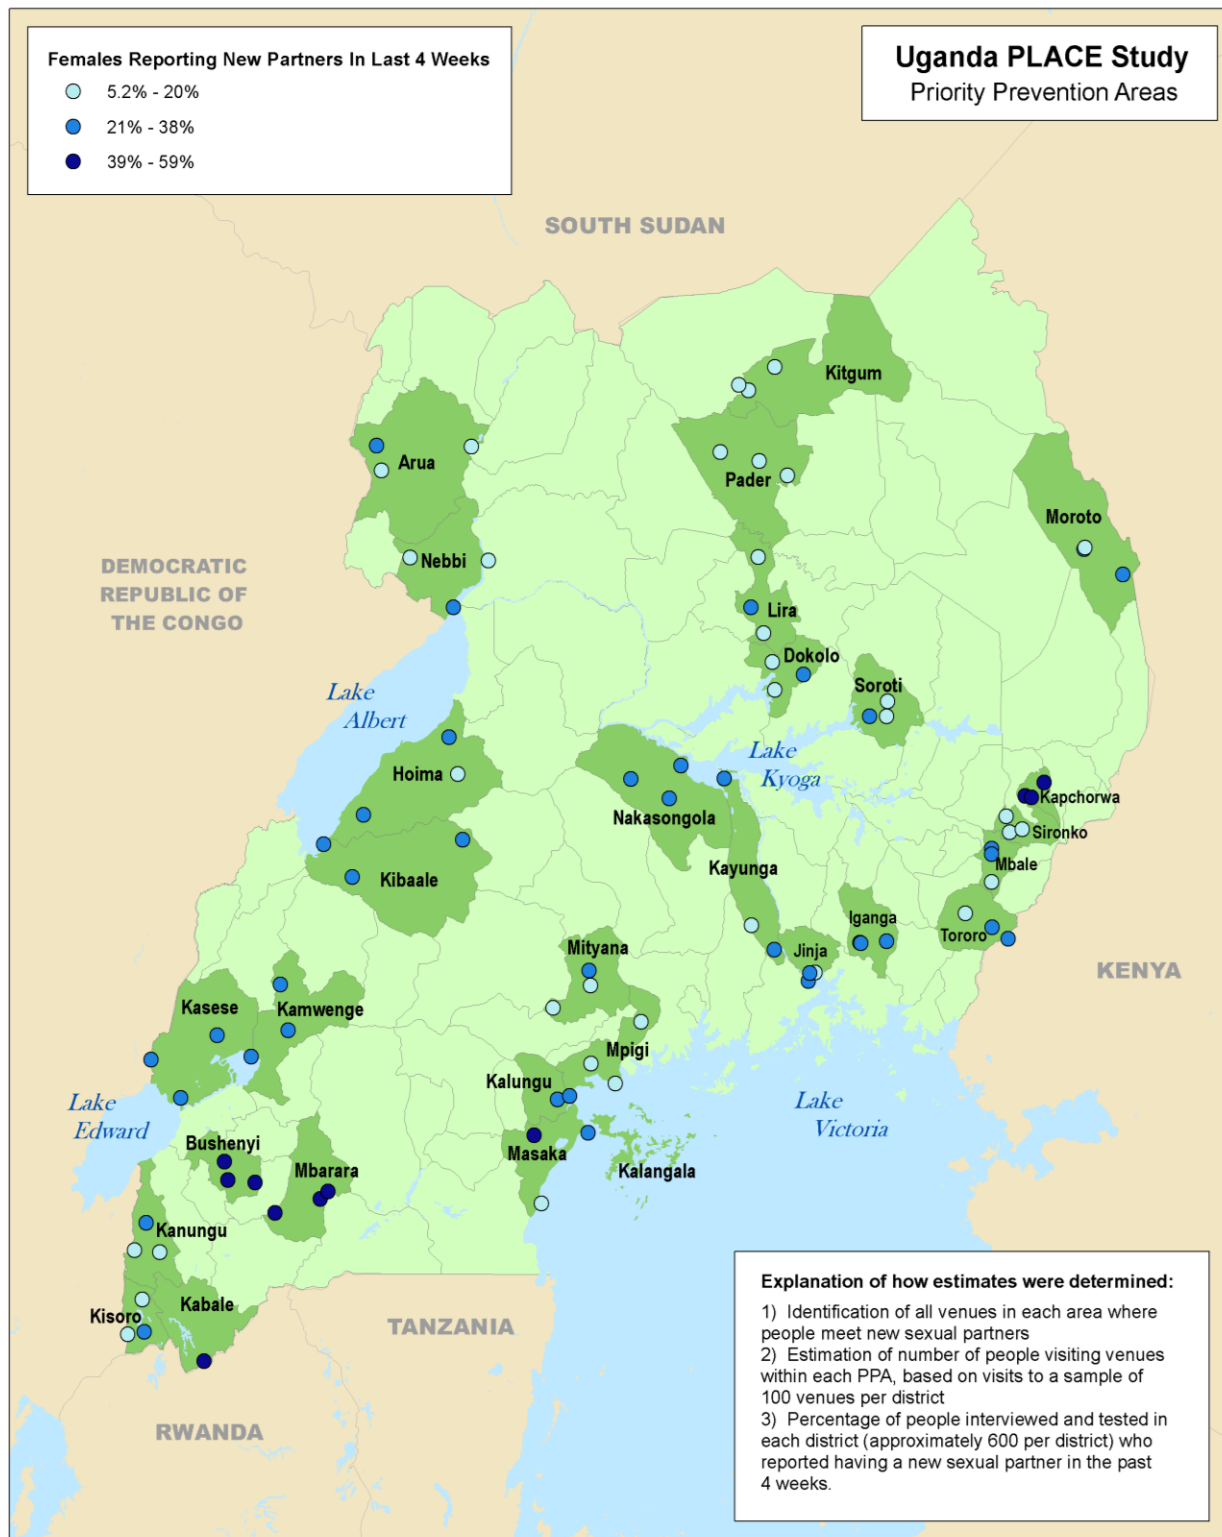 Females Reporting New Partners In Last 4 Weeks
5.2% - 20%
21% - 38%
39% - 59%
Uganda PLACE Study
Priority Prevention Areas
SOUTH SUDAN
Kitgum
Arua
Pader
Moroto
Nebbi
DEMOCRATIC
REPUBLIC OF
THE CONGO
Lira
Dokolo
Soroti
Lake
Albert
Hoima
Lake
Kyoga
Nakasongola
Kapchorwa
Sironko
Mbale
Kibaale
Kayunga
Iganga
Tororo
Mityana
Jinja
KENYA
Kasese
Kamwenge
Mpigi
Kalungu
Lake
Edward
Lake
Victoria
Bushenyi
Mbarara
Masaka
Kalangala
Kanungu
Kabale
Kisoro
TANZANIA
RWANDA
Explanation of how estimates were determined:
1) Identification of all venues in each area where
people meet new sexual partners
2) Estimation of number of people visiting venues
within each PPA, based on visits to a sample of
100 venues per district
3) Percentage of people interviewed and tested in
each district (approximately 600 per district) who
reported having a new sexual partner in the past
4 weeks.